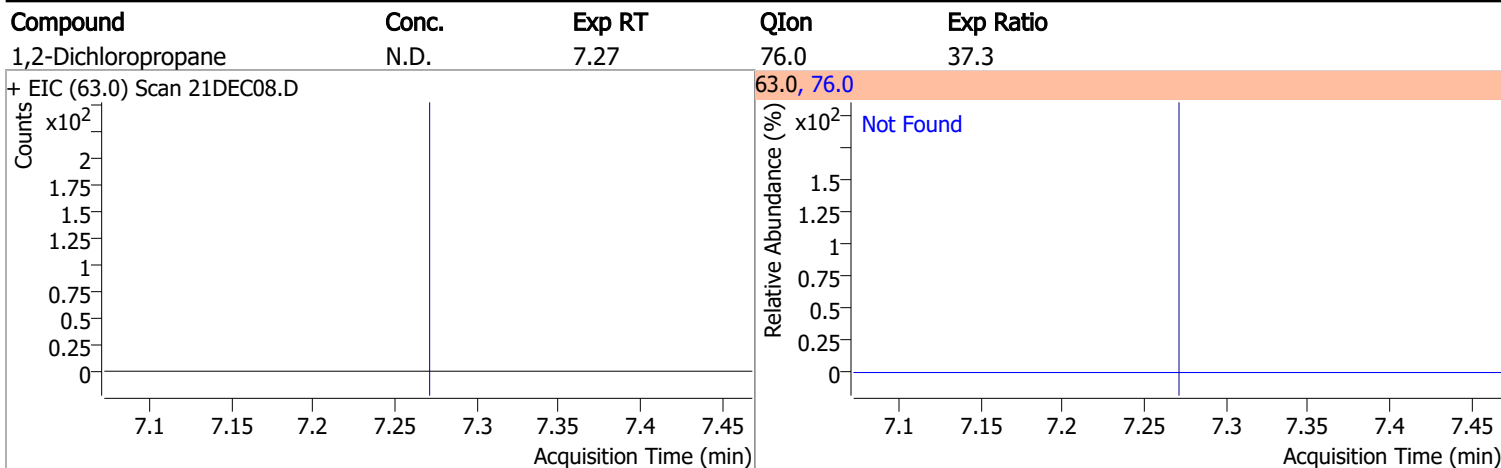 Compound Conc. Exp RT QIon Exp Ratio
1,2-Dichloropropane N.D. 7.27 76.0 37.3
+ EIC (63.0) Scan 21DEC08.D
Counts
x10²
2
1.75
1.5
1.25
1
0.75
0.5
0.25
0
7.1 7.15 7.2 7.25 7.3 7.35 7.4 7.45
Acquisition Time (min)
63.0, 76.0
Relative Abundance (%)
x10²
Not Found
1.5
1.25
1
0.75
0.5
0.25
0
7.1 7.15 7.2 7.25 7.3 7.35 7.4 7.45
Acquisition Time (min)